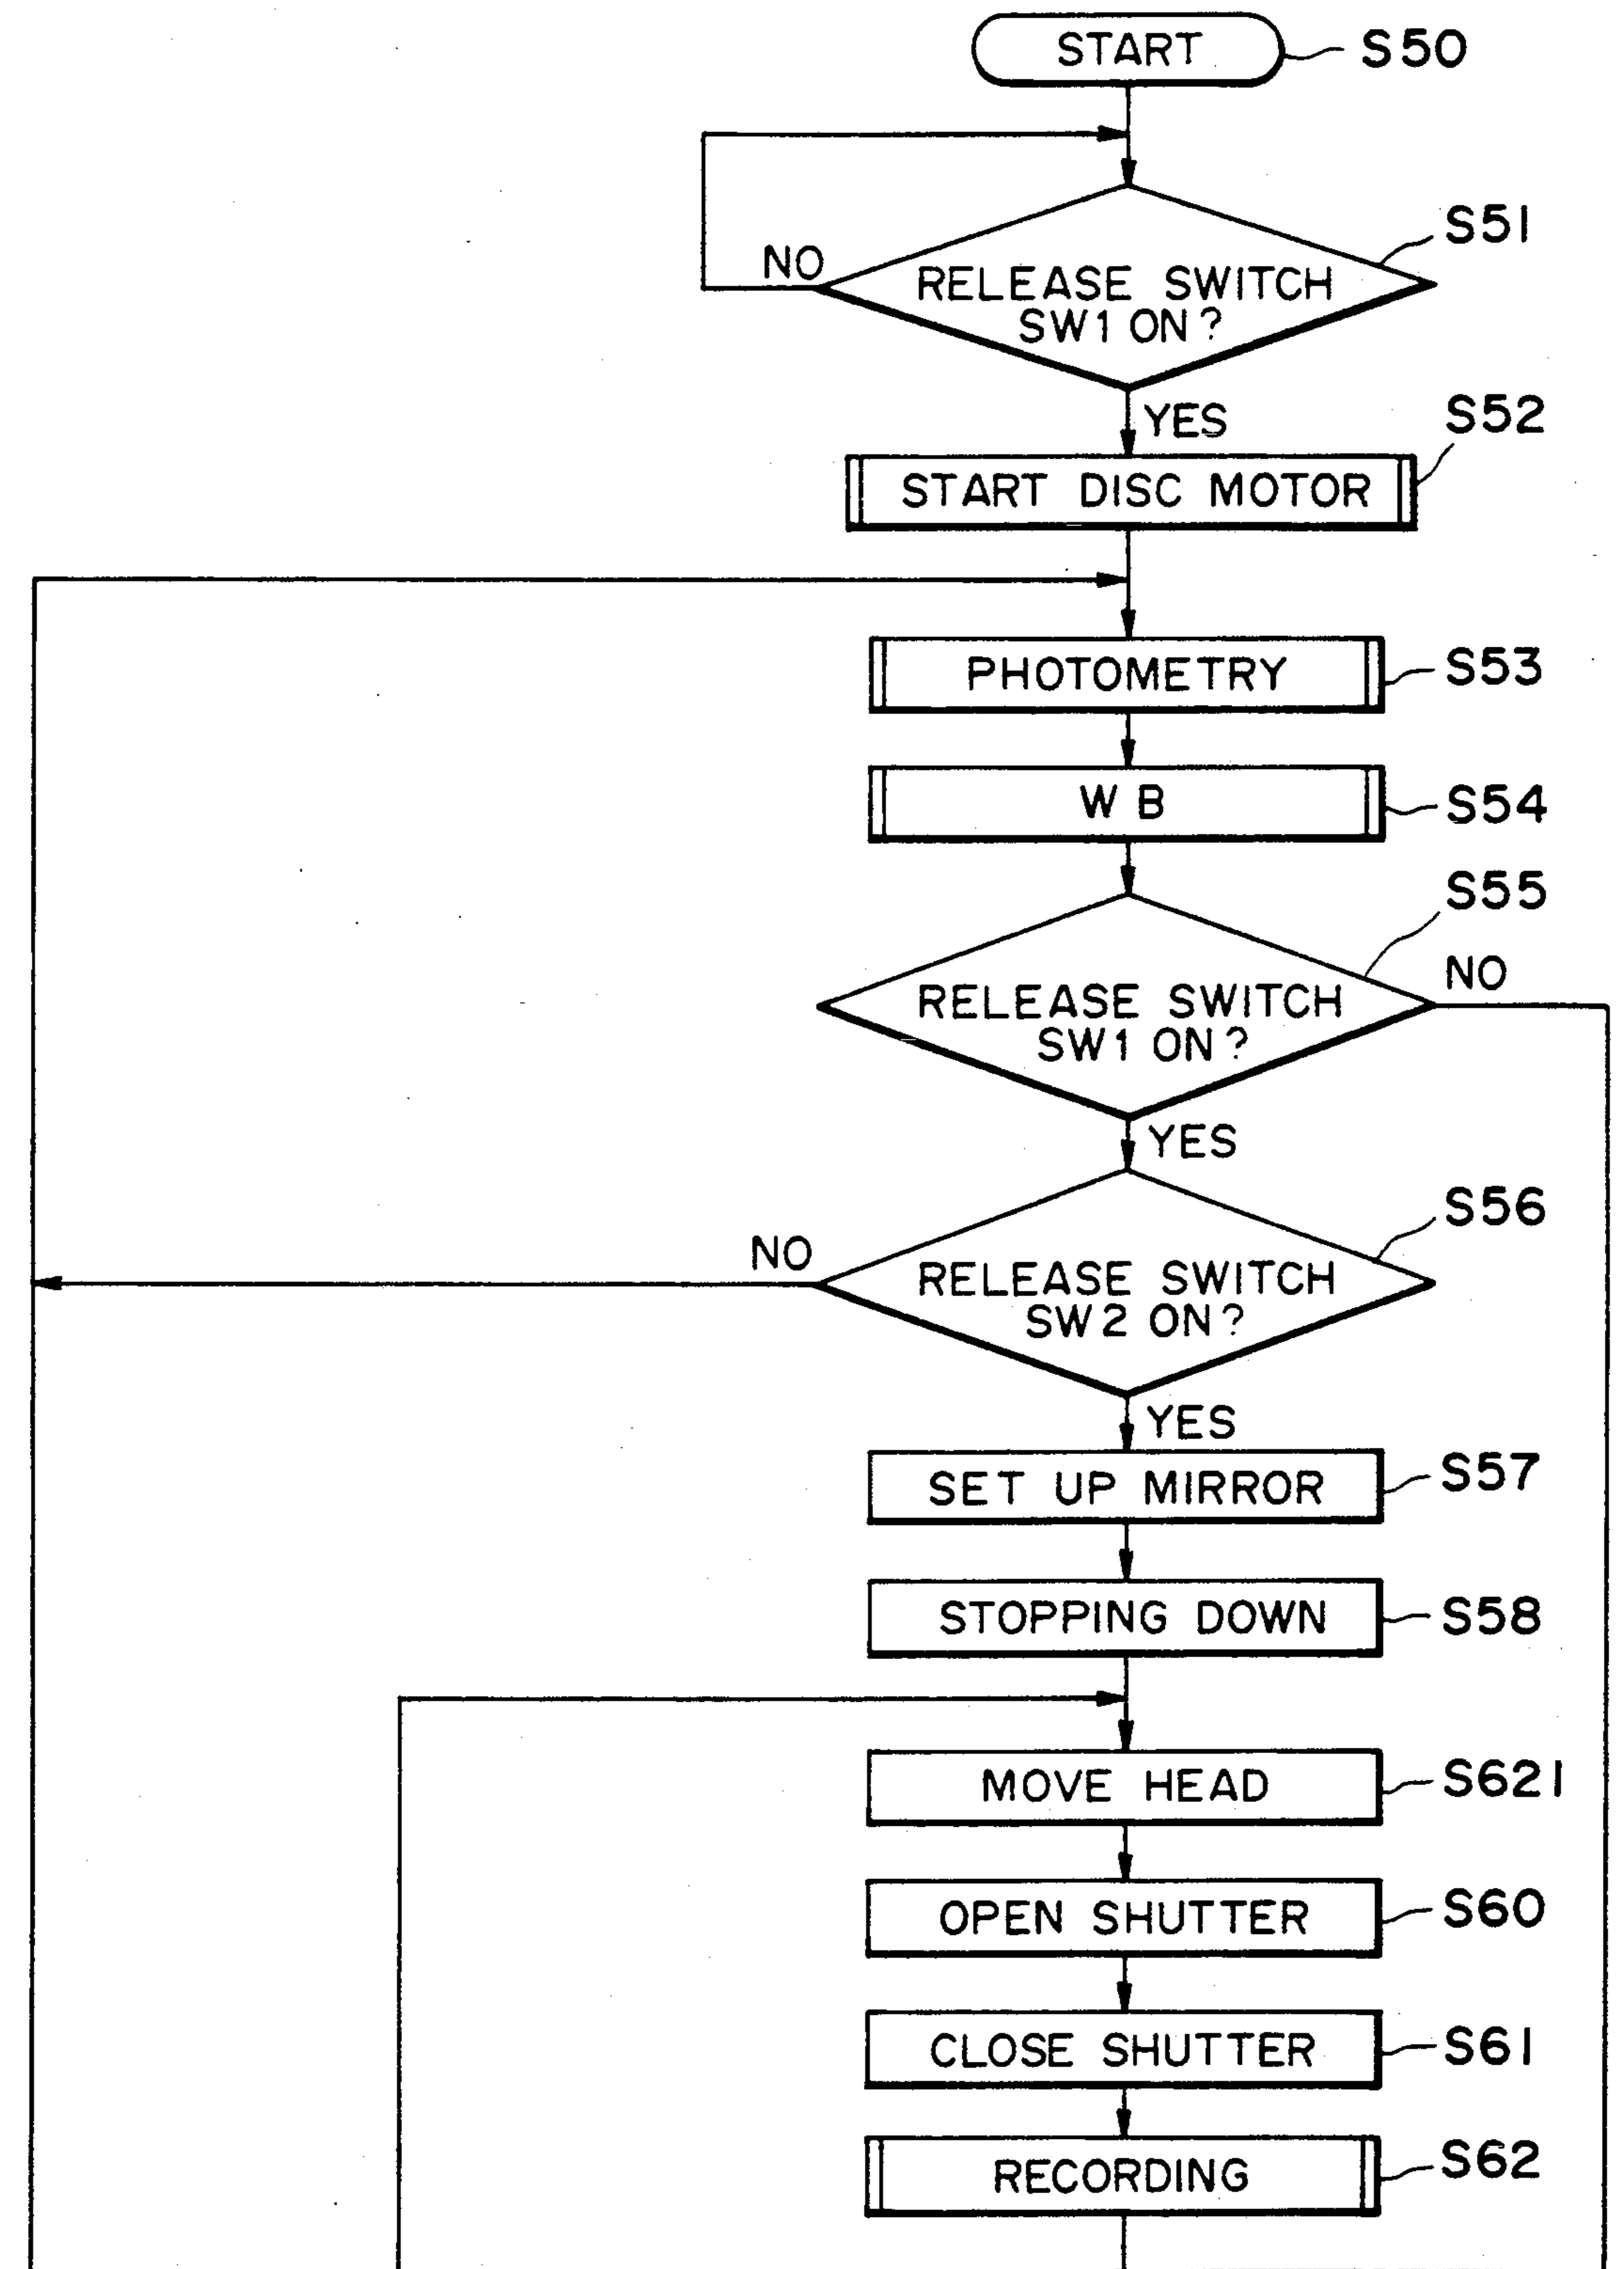 START
S50
S51
NO
RELEASE SWITCH
SW1 ON?
YES
S52
START DISC MOTOR
PHOTOMETRY
S53
WB
S54
S55
NO
RELEASE SWITCH
SW1 ON?
YES
S56
NO
RELEASE SWITCH
SW2 ON?
YES
SET UP MIRROR
S57
STOPPING DOWN
S58
MOVE HEAD
S621
OPEN SHUTTER
S60
CLOSE SHUTTER
S61
RECORDING
S62